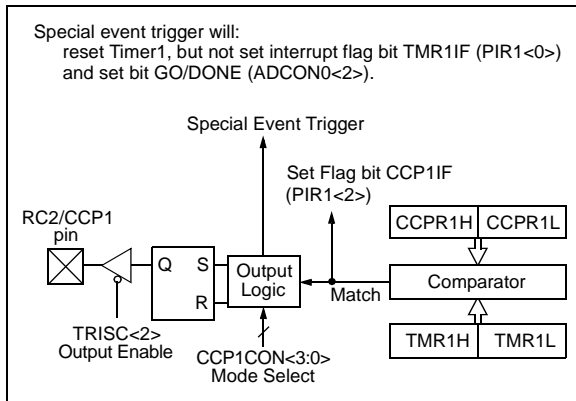 Special event trigger will:
reset Timer1, but not set interrupt flag bit TMR1IF (PIR1<0>)
and set bit GO/DONE (ADCON0<2>).
Special Event Trigger
Set Flag bit CCP1IF
(PIR1<2>)
RC2/CCP1
pin
CCPR1H CCPR1L
Q S
R
Output
Logic
Match
Comparator
TRISC<2>
Output Enable
CCP1CON<3:0>
Mode Select
TMR1H TMR1L